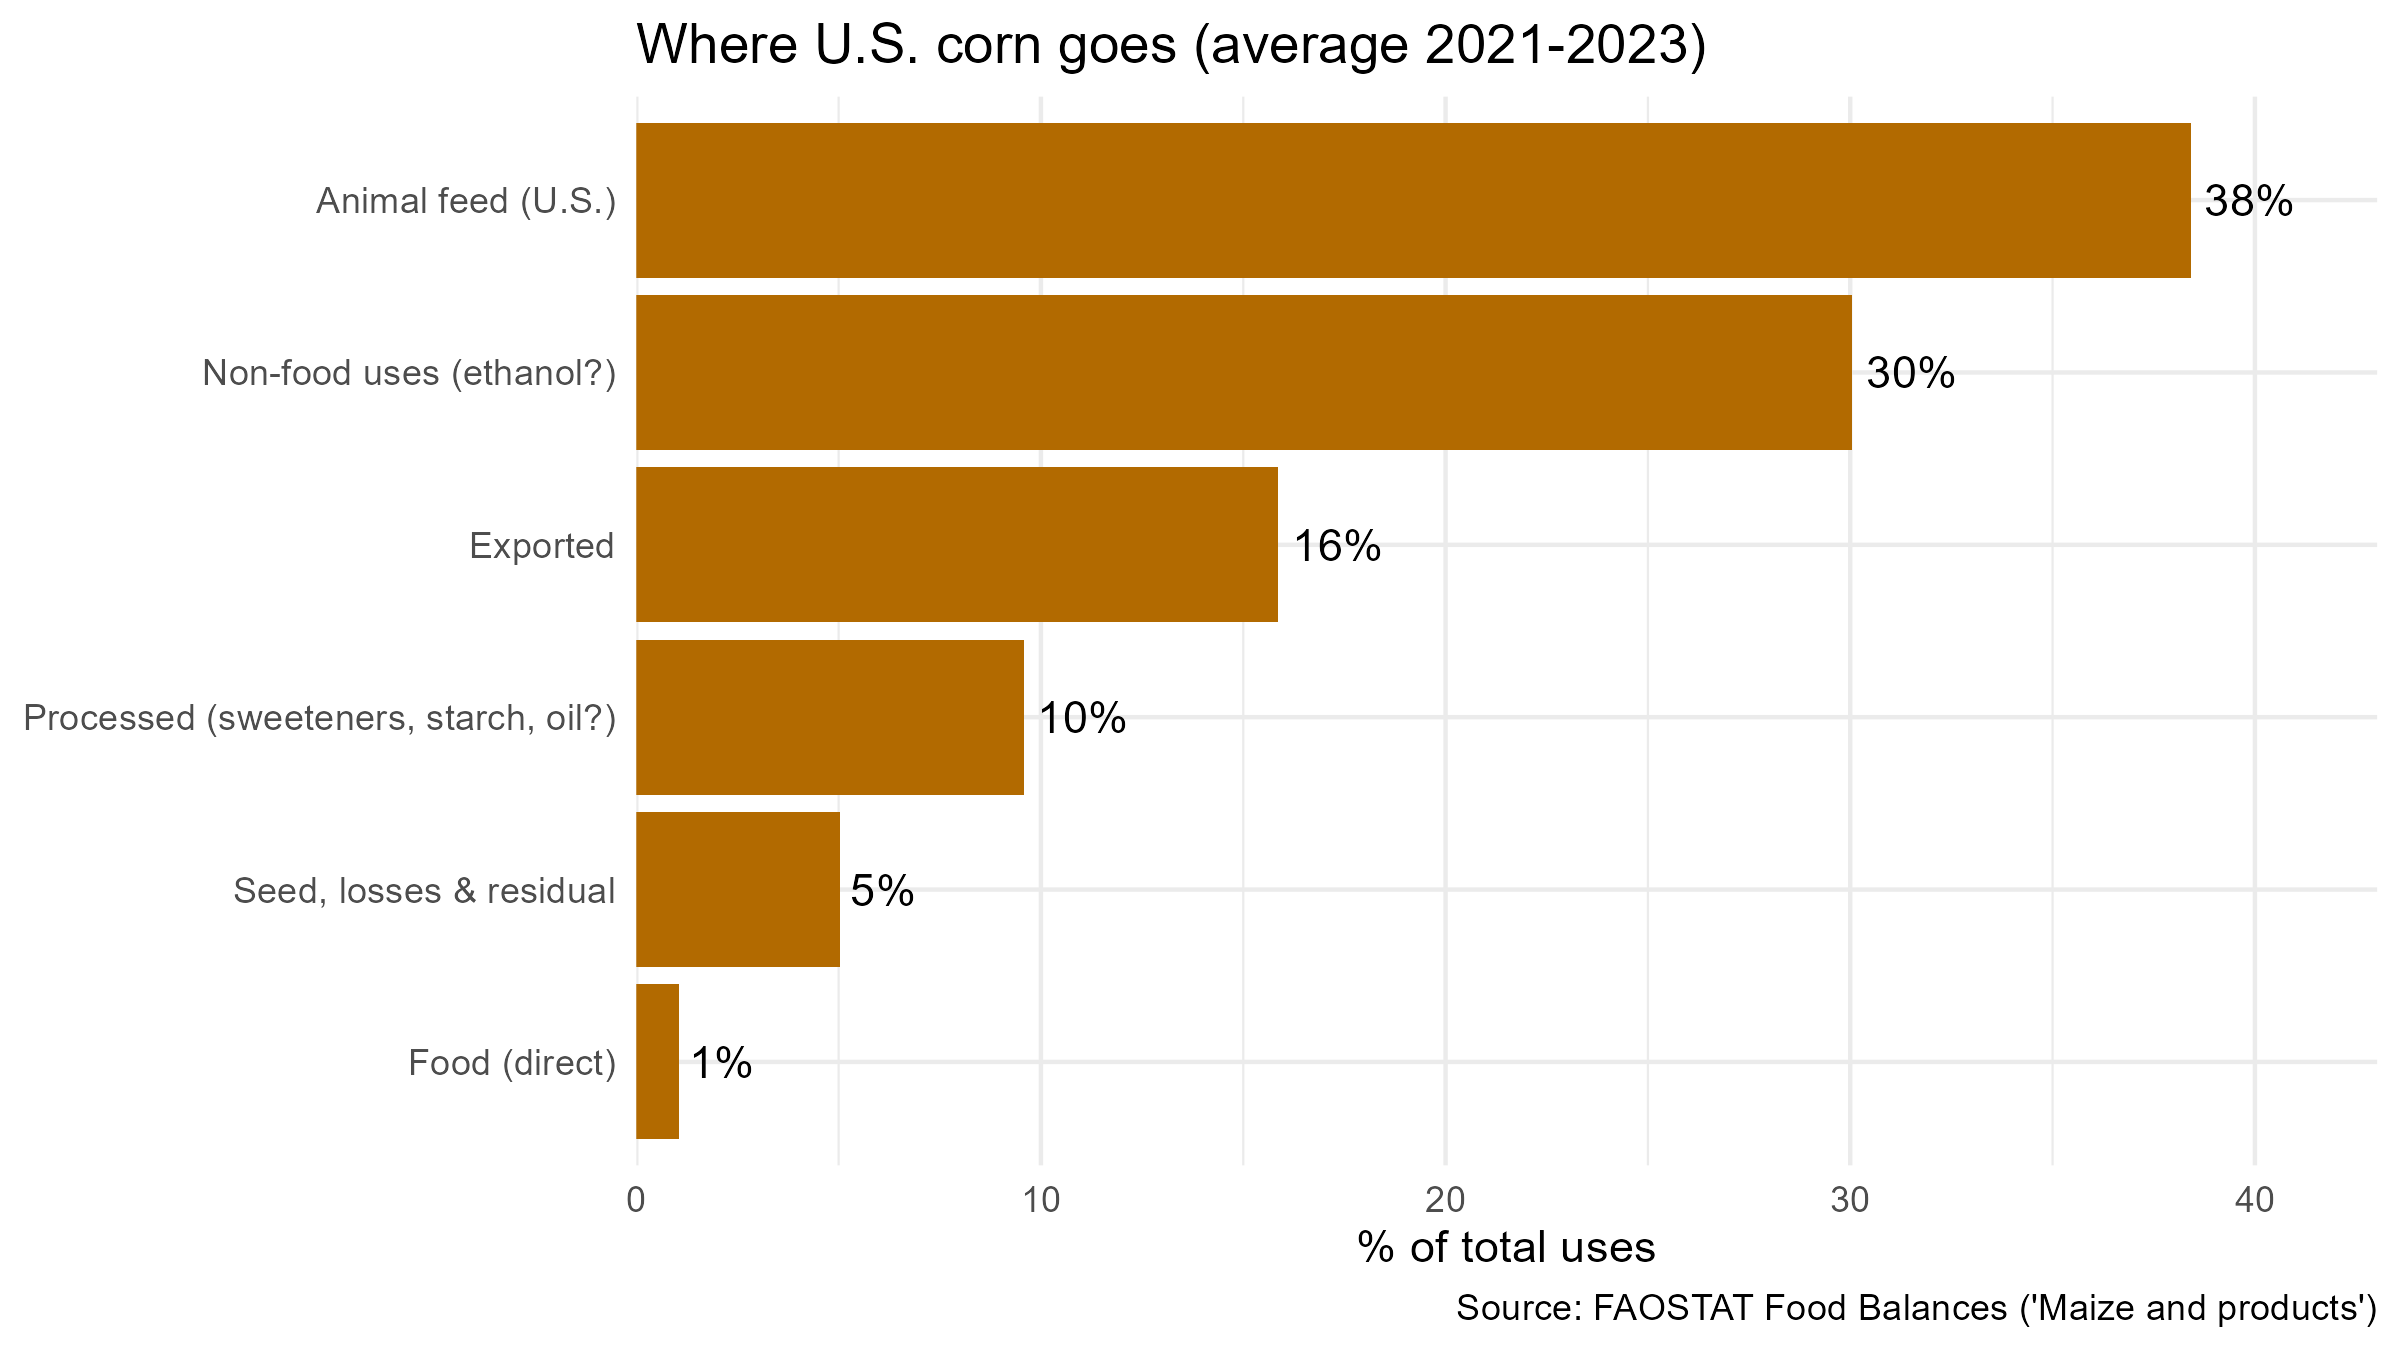 Where U.S. corn goes (average 2021-2023)
Animal feed (U.S.) 38%
Non-food uses (ethanol?) 30%
Exported 16%
Processed (sweeteners, starch, oil?) 10%
Seed, losses & residual 5%
Food (direct) 1%
0 10 20 30 40
% of total uses
Source: FAOSTAT Food Balances ('Maize and products')